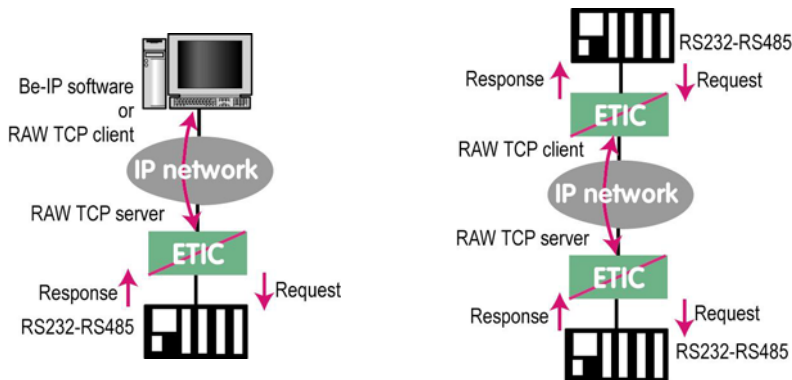 Be-IP software
or
RAW TCP client
IP network
RAW TCP server
ETIC
Response
Request
RS232-RS485
RS232-RS485
Response
Request
ETIC
RAW TCP client
IP network
RAW TCP server
ETIC
Response
Request
RS232-RS485